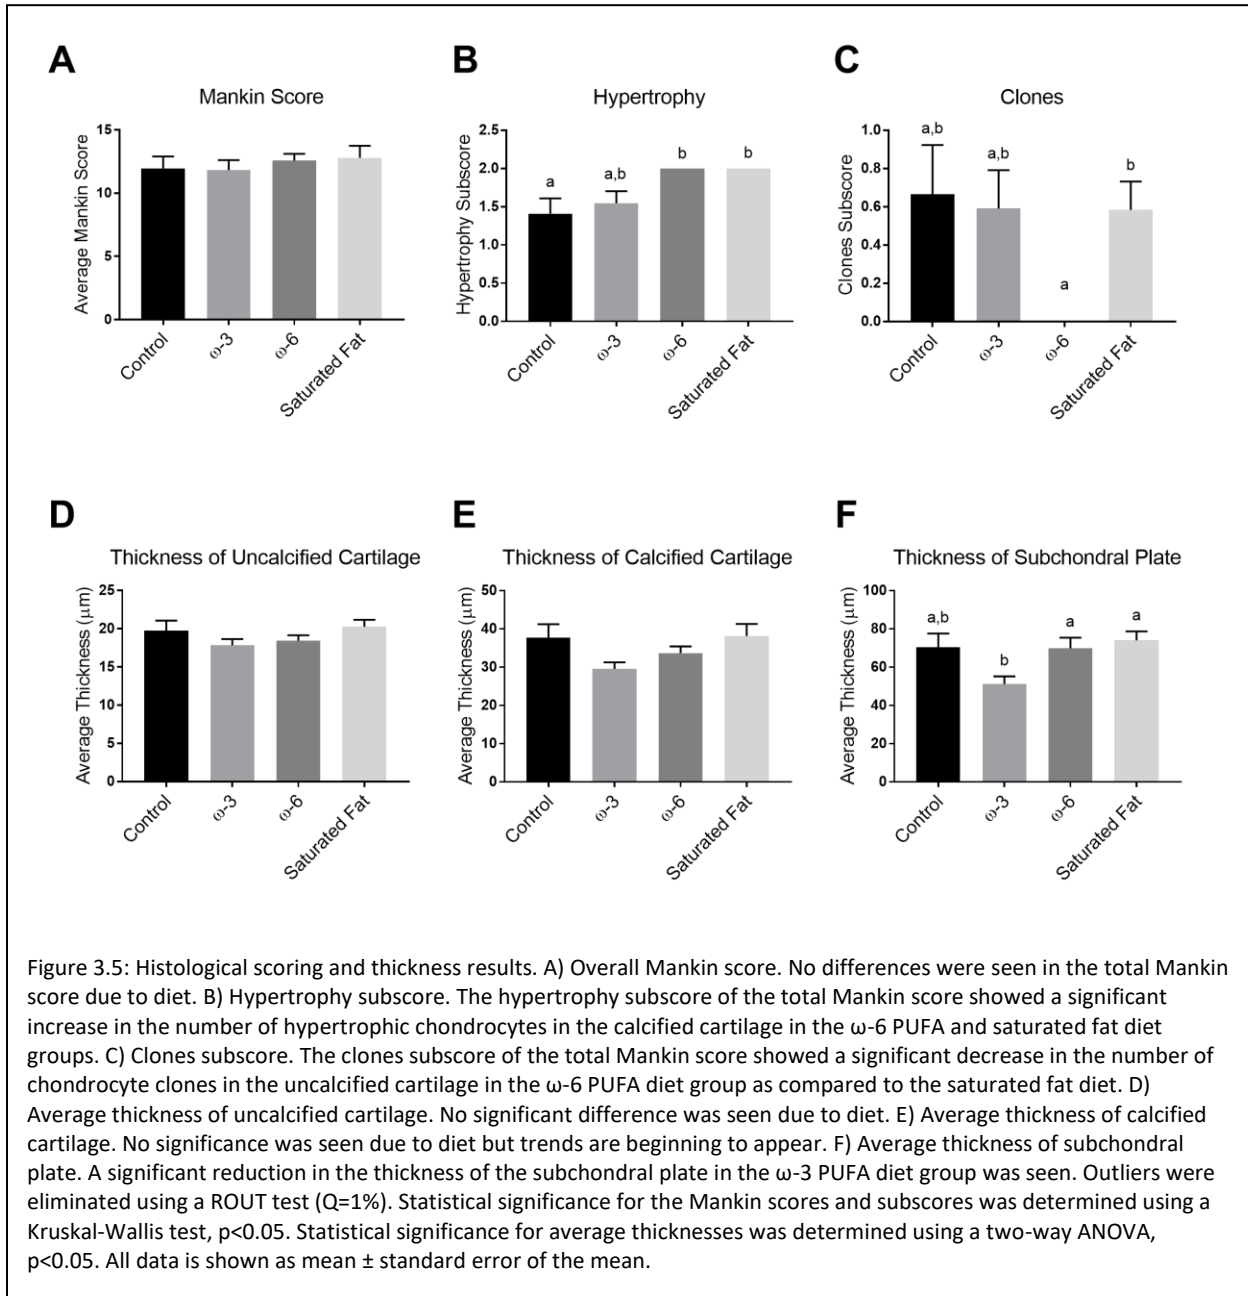 A
B
C
Mankin Score
Hypertrophy
Clones
Average Mankin Score
15
10
5
0
Control
ω-3
ω-6
Saturated Fat
Hypertrophy Subscore
2.5
2.0
1.5
1.0
0.5
0.0
a
a,b
b
b
Control
ω-3
ω-6
Saturated Fat
Clones Subscore
1.0
0.8
0.6
0.4
0.2
0.0
a,b
a,b
a
b
Control
ω-3
ω-6
Saturated Fat
D
E
F
Thickness of Uncalcified Cartilage
Thickness of Calcified Cartilage
Thickness of Subchondral Plate
Average Thickness (μm)
25
20
15
10
5
0
Control
ω-3
ω-6
Saturated Fat
Average Thickness (μm)
50
40
30
20
10
0
Control
ω-3
ω-6
Saturated Fat
Average Thickness (μm)
100
80
60
40
20
0
a,b
b
a
a
Control
ω-3
ω-6
Saturated Fat
Figure 3.5: Histological scoring and thickness results. A) Overall Mankin score. No differences were seen in the total Mankin
score due to diet. B) Hypertrophy subscore. The hypertrophy subscore of the total Mankin score showed a significant
increase in the number of hypertrophic chondrocytes in the calcified cartilage in the ω-6 PUFA and saturated fat diet
groups. C) Clones subscore. The clones subscore of the total Mankin score showed a significant decrease in the number of
chondrocyte clones in the uncalcified cartilage in the ω-6 PUFA diet group as compared to the saturated fat diet. D)
Average thickness of uncalcified cartilage. No significant difference was seen due to diet. E) Average thickness of calcified
cartilage. No significance was seen due to diet but trends are beginning to appear. F) Average thickness of subchondral
plate. A significant reduction in the thickness of the subchondral plate in the ω-3 PUFA diet group was seen. Outliers were
eliminated using a ROUT test (Q=1%). Statistical significance for the Mankin scores and subscores was determined using a
Kruskal-Wallis test, p<0.05. Statistical significance for average thicknesses was determined using a two-way ANOVA,
p<0.05. All data is shown as mean ± standard error of the mean.